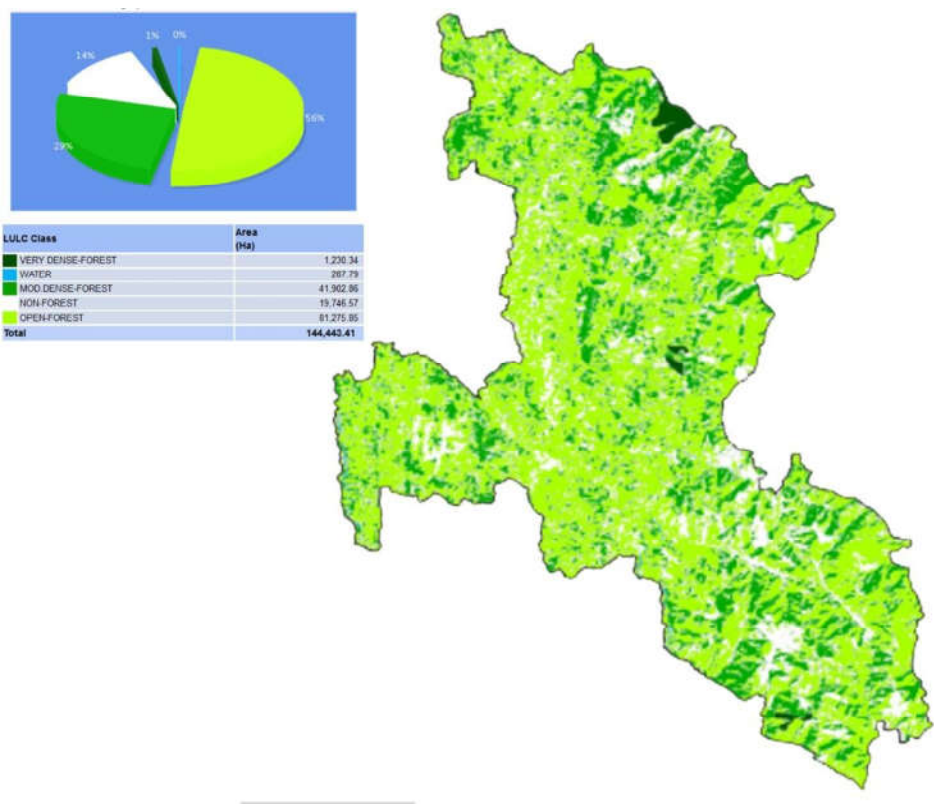 1% 0%
14%
56%
29%
LULC Class Area (Ha)
VERY DENSE-FOREST 1,230.34
WATER 287.79
MOD.DENSE-FOREST 41,902.86
NON-FOREST 19,746.57
OPEN-FOREST 81,275.85
Total 144,443.41